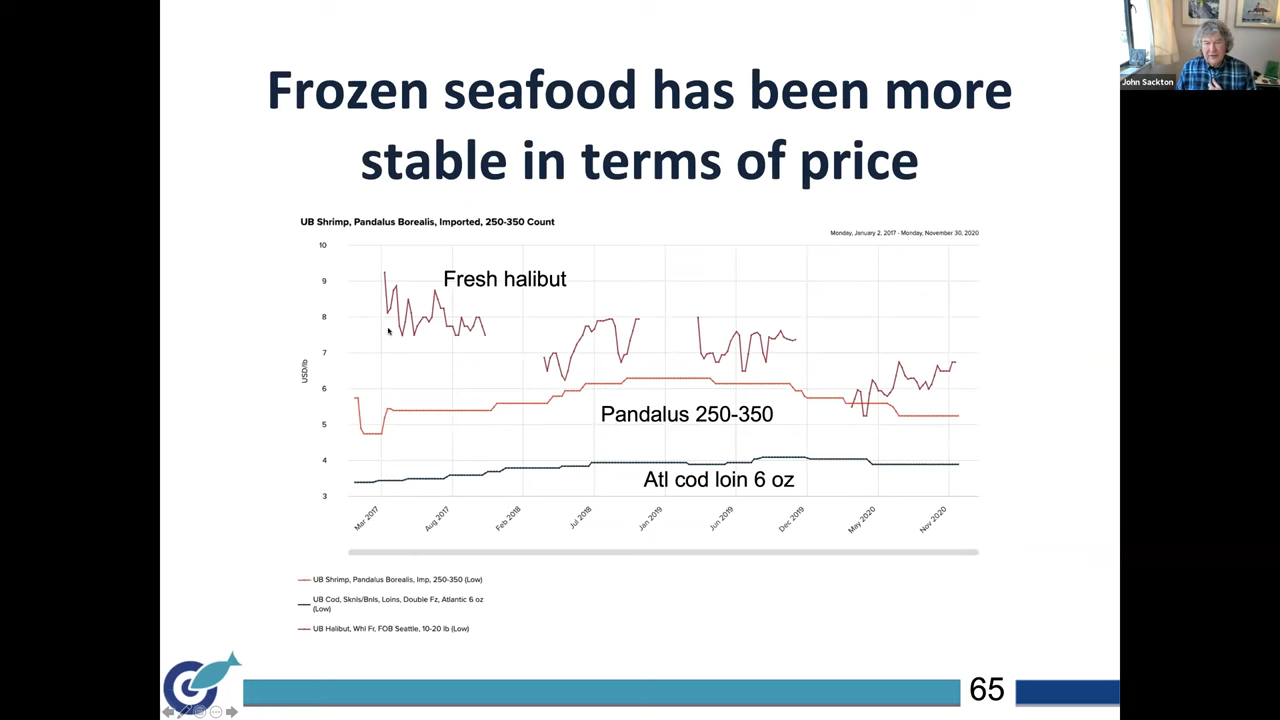 Frozen seafood has been more
stable in terms of price
John Sackton
UB Shrimp, Pandalus Borealis, Imported, 250-350 Count
Monday, January 2, 2017 - Monday, November 30, 2020
10
9
8
7
6
5
4
3
USD/lb
Fresh halibut
Pandalus 250-350
Atl cod loin 6 oz
Mar 2017
Aug 2017
Feb 2018
Jul 2018
Jan 2019
Jun 2019
Dec 2019
May 2020
Nov 2020
UB Shrimp, Pandalus Borealis, Imp, 250-350 (Low)
UB Cod, Sknls/Bnls, Loins, Double Fz, Atlantic 6 oz
(Low)
UB Halibut, Whl Fr, FOB Seattle, 10-20 lb (Low)
65